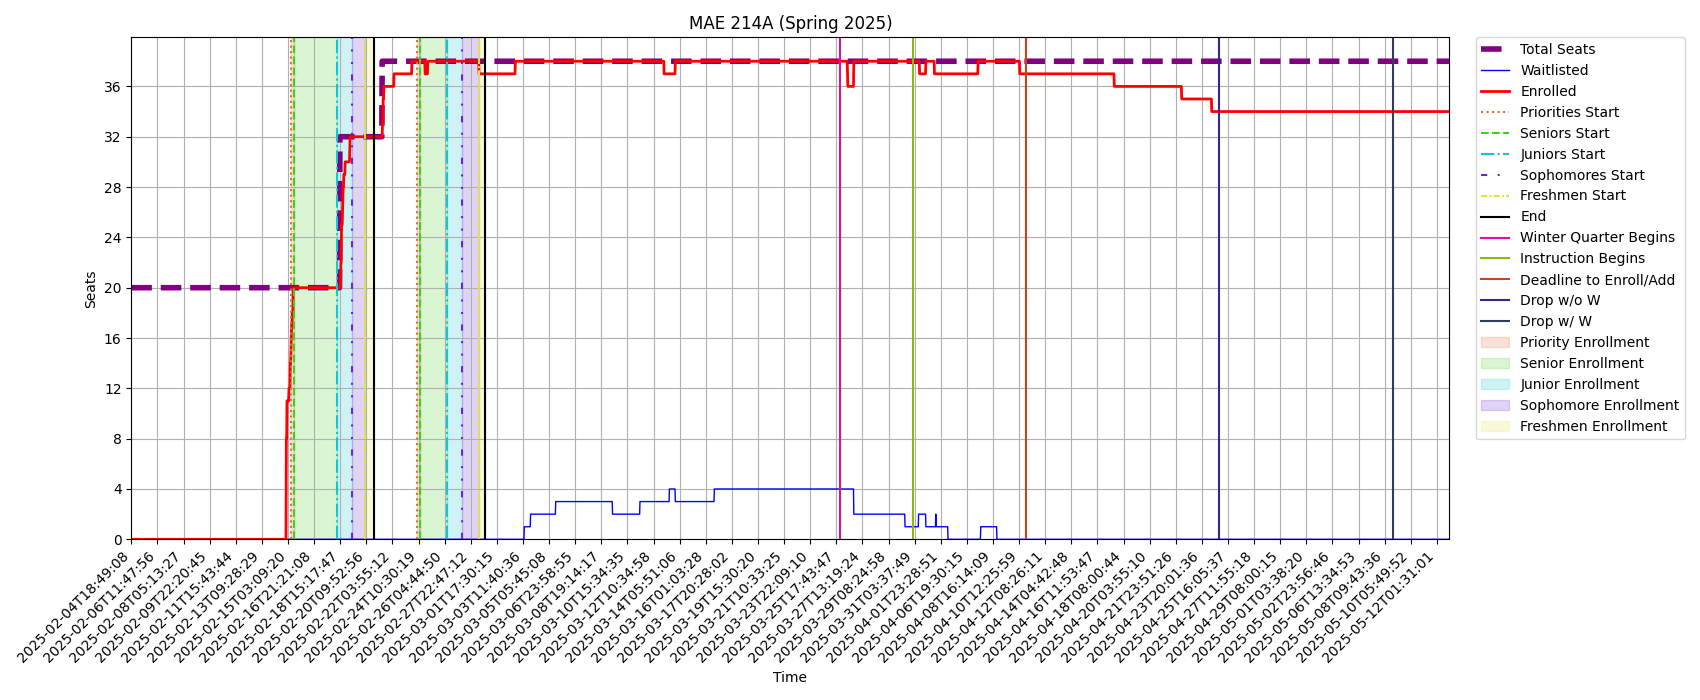 MAE 214A (Spring 2025)
Seats
36
32
28
24
20
16
12
8
4
0
2025-02-04T18:49:08
2025-02-06T11:47:56
2025-02-08T05:13:27
2025-02-09T22:20:45
2025-02-11T15:43:44
2025-02-13T09:28:29
2025-02-15T03:09:20
2025-02-16T21:21:08
2025-02-18T15:17:47
2025-02-20T09:52:56
2025-02-22T03:55:12
2025-02-24T10:30:19
2025-02-26T04:44:50
2025-02-27T22:47:12
2025-03-01T17:30:15
2025-03-03T11:40:36
2025-03-05T05:45:08
2025-03-06T23:58:55
2025-03-08T19:14:17
2025-03-10T15:34:35
2025-03-12T10:34:58
2025-03-14T05:51:06
2025-03-16T01:03:28
2025-03-17T20:28:02
2025-03-19T15:30:20
2025-03-21T10:33:25
2025-03-23T22:09:10
2025-03-25T17:43:47
2025-03-27T13:19:24
2025-03-29T08:24:58
2025-03-31T03:37:49
2025-04-01T23:28:51
2025-04-06T19:30:15
2025-04-08T16:14:09
2025-04-10T12:25:59
2025-04-12T08:26:11
2025-04-14T04:42:48
2025-04-16T11:53:47
2025-04-18T08:00:44
2025-04-20T03:55:10
2025-04-21T23:51:26
2025-04-23T20:01:36
2025-04-25T16:05:37
2025-04-27T11:55:18
2025-04-29T08:00:15
2025-05-01T03:38:20
2025-05-02T23:56:46
2025-05-06T13:34:53
2025-05-08T09:43:36
2025-05-10T05:49:52
2025-05-12T01:31:01
Time
Total Seats
Waitlisted
Enrolled
Priorities Start
Seniors Start
Juniors Start
Sophomores Start
Freshmen Start
End
Winter Quarter Begins
Instruction Begins
Deadline to Enroll/Add
Drop w/o W
Drop w/ W
Priority Enrollment
Senior Enrollment
Junior Enrollment
Sophomore Enrollment
Freshmen Enrollment